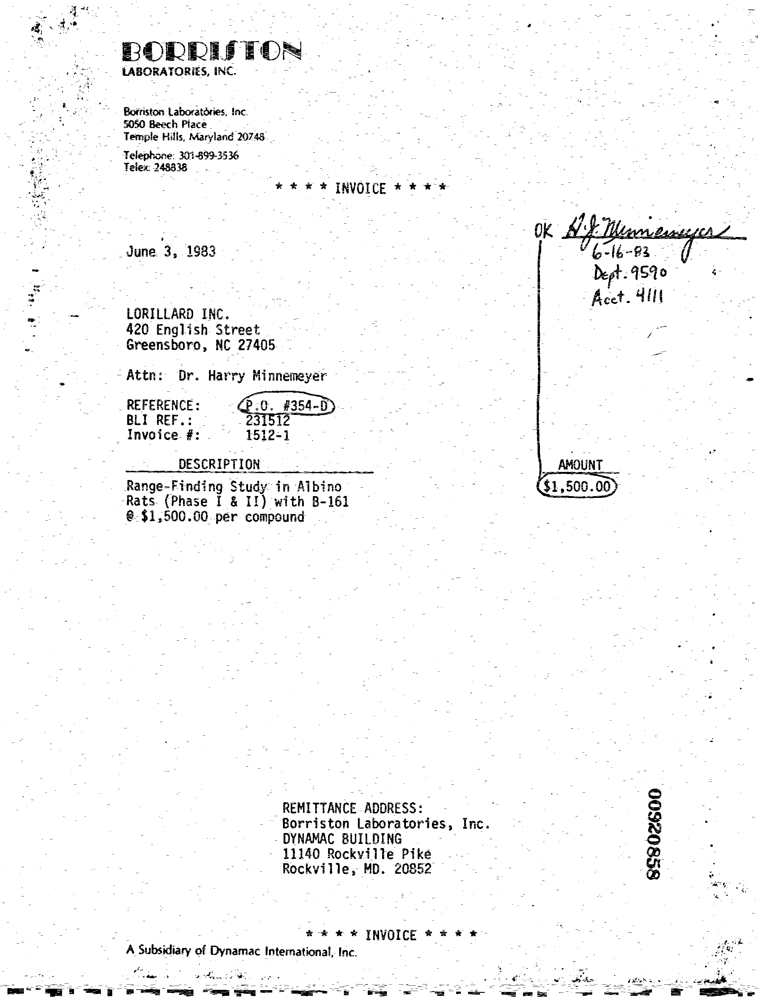 BORRISTON
LABORATORIES, INC.
Borriston Laboratories, Inc.
5050 Beech Place
Temple Hills, Maryland 20748
Telephone: 301-899-3536
Telex: 248838
* * * * INVOICE * * * *
OK H.J. Minnemeyer
6-16-83
Dept. 9590
Acct. 4111
June 3, 1983
LORILLARD INC.
420 English Street
Greensboro, NC 27405
Attn: Dr. Harry Minnemeyer
REFERENCE: P.O. #354-D
BLI REF.: 231512
Invoice #: 1512-1
DESCRIPTION AMOUNT
Range-Finding Study in Albino $1,500.00
Rats (Phase I & II) with B-161
@ $1,500.00 per compound
REMITTANCE ADDRESS:
Borriston Laboratories, Inc.
DYNAMAC BUILDING
11140 Rockville Pike
Rockville, MD. 20852
00920858
* * * * INVOICE * * * *
A Subsidiary of Dynamac International, Inc.